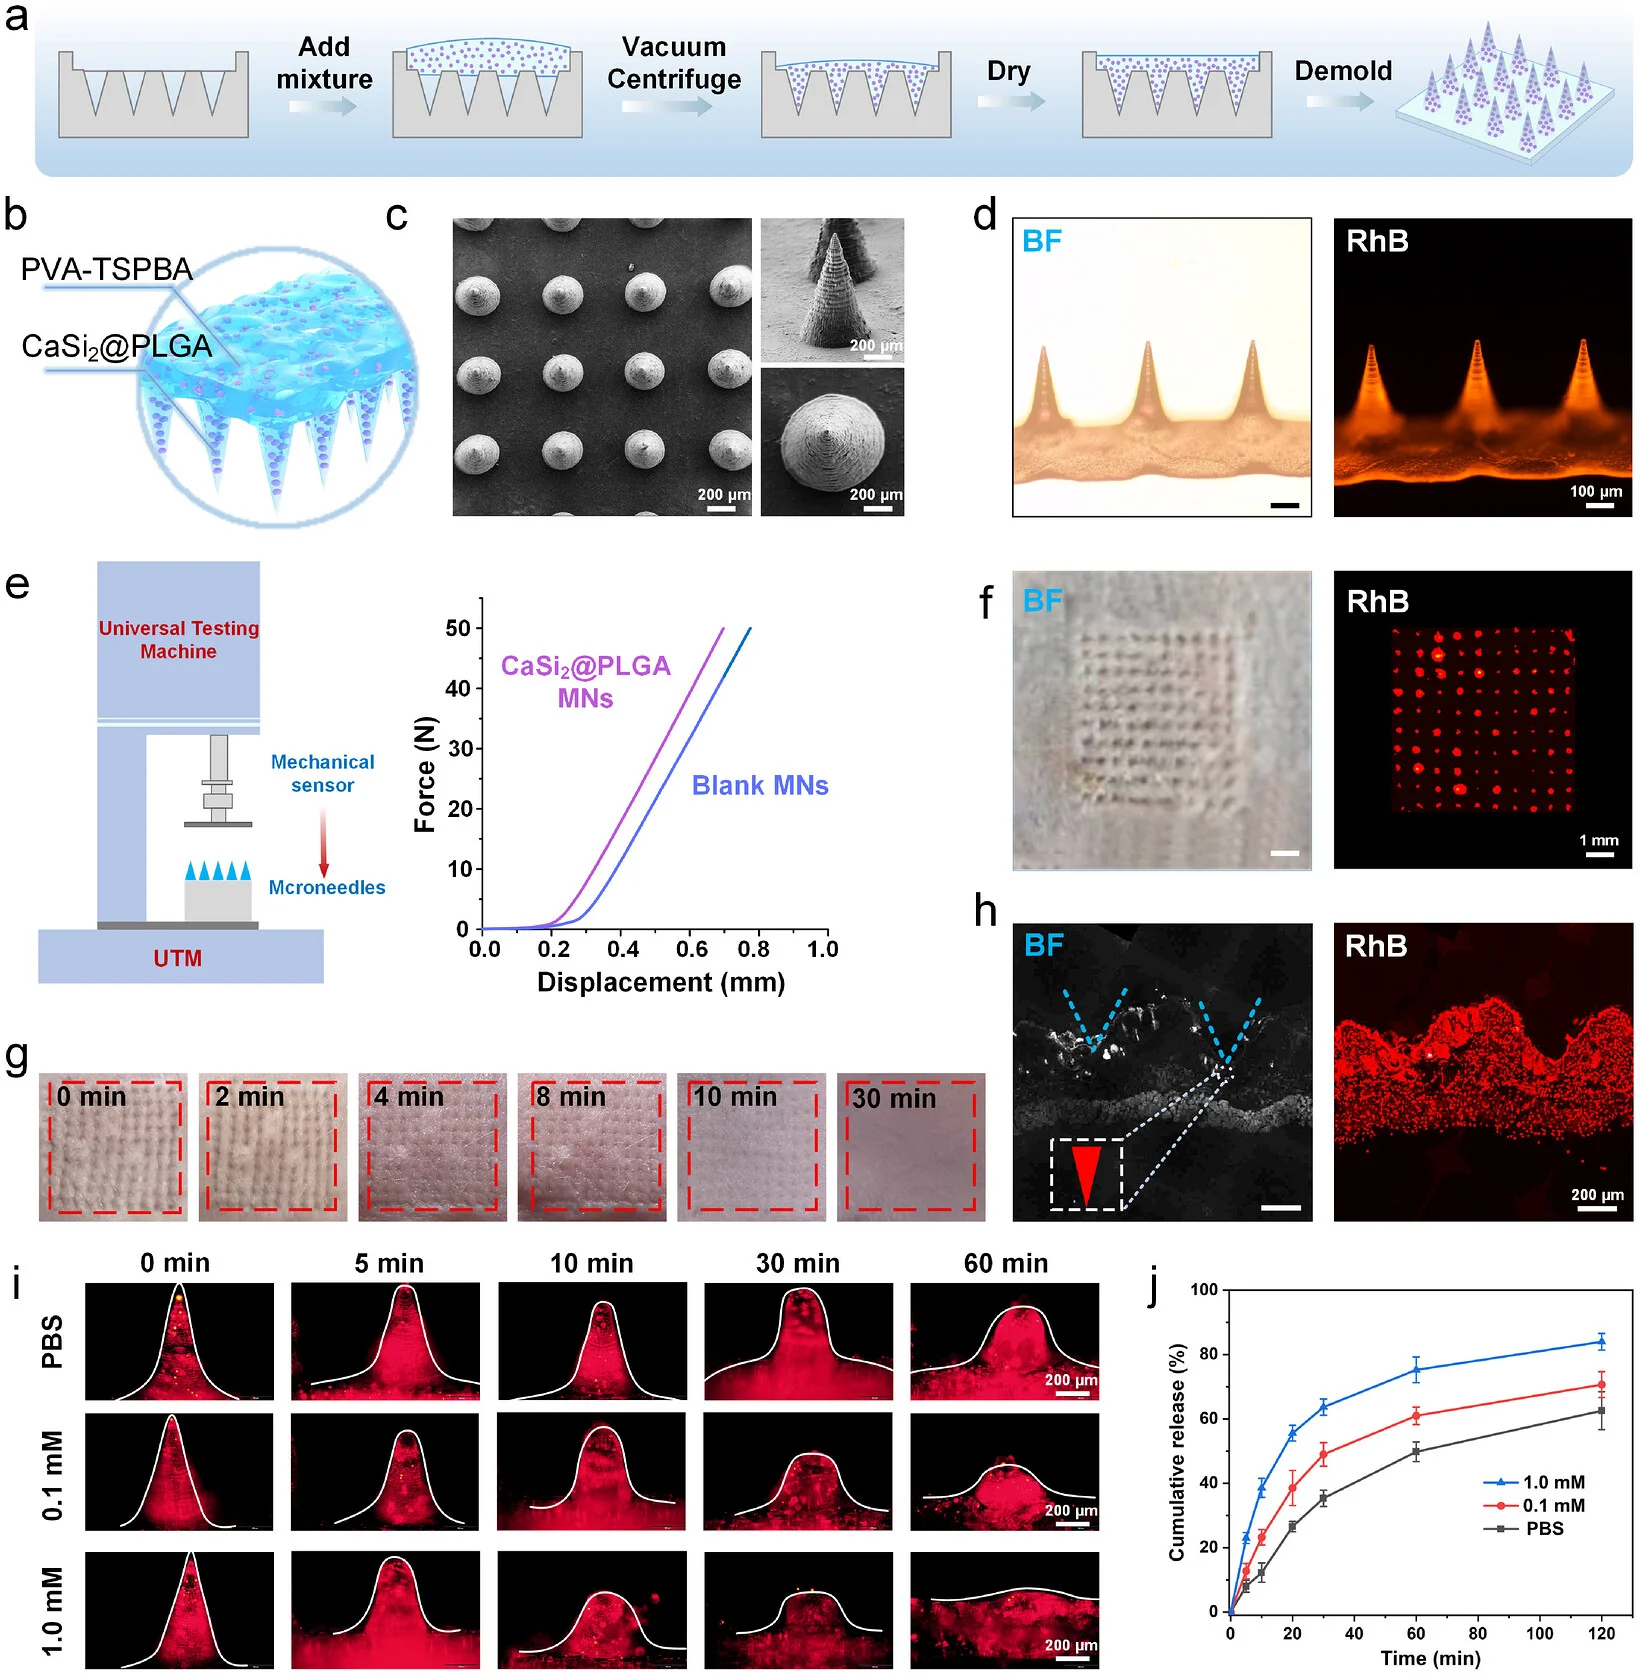 a
Add
mixture
Vacuum
Centrifuge
Dry
Demold
b
PVA-TSPBA
CaSi₂@PLGA
c
200 μm
200 μm
200 μm
d
BF
RhB
100 μm
e
Universal Testing
Machine
Mechanical
sensor
Mcroneedles
UTM
50
40
30
20
10
0
0.0 0.2 0.4 0.6 0.8 1.0
Force (N)
Displacement (mm)
CaSi₂@PLGA
MNs
Blank MNs
f
BF
RhB
1 mm
g
0 min
2 min
4 min
8 min
10 min
30 min
h
BF
RhB
200 μm
i
0 min 5 min 10 min 30 min 60 min
PBS
200 μm
0.1 mM
200 μm
1.0 mM
200 μm
j
100
80
60
40
20
0
0 20 40 60 80 100 120
Cumulative release (%)
Time (min)
1.0 mM
0.1 mM
PBS